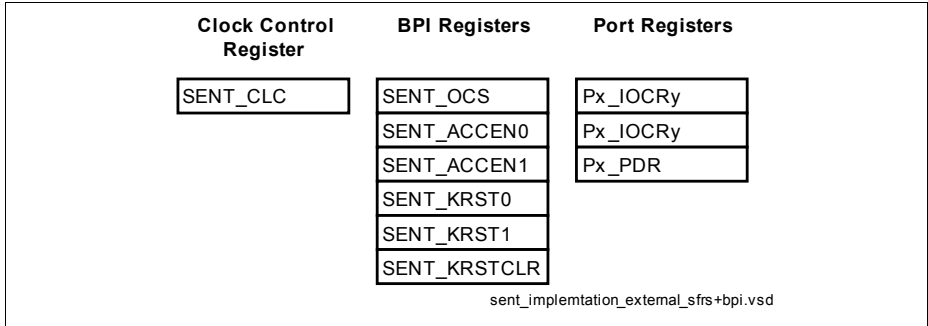 Clock Control
Register
BPI Registers
Port Registers
SENT_CLC
SENT_OCS
SENT_ACCEN0
SENT_ACCEN1
SENT_KRST0
SENT_KRST1
SENT_KRSTCLR
Px_IOCRy
Px_IOCRy
Px_PDR
sent_implemtation_external_sfrs+bpi.vsd